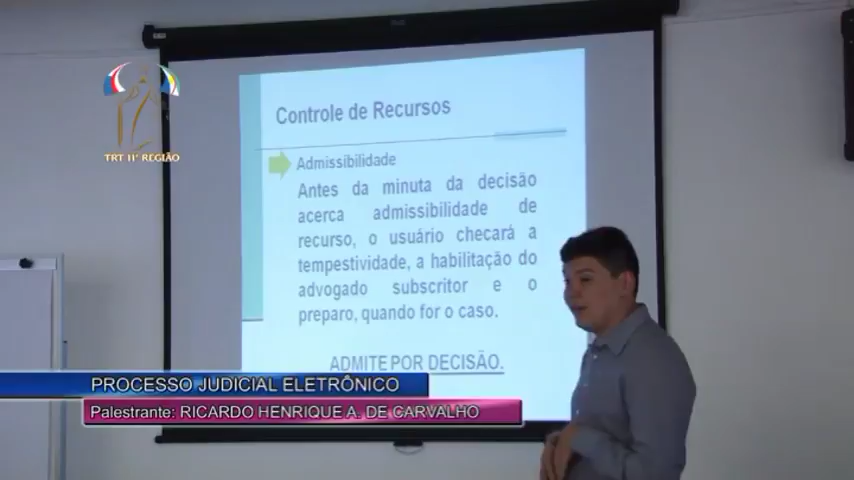 TRT 11ª REGIÃO
Controle de Recursos
Admissibilidade
Antes da minuta da decisão
acerca admissibilidade de
recurso, o usuário checará a
tempestividade, a habilitação do
advogado subscritor e o
preparo, quando for o caso.
ADMITE POR DECISÃO.
PROCESSO JUDICIAL ELETRÔNICO
Palestrante: RICARDO HENRIQUE A. DE CARVALHO